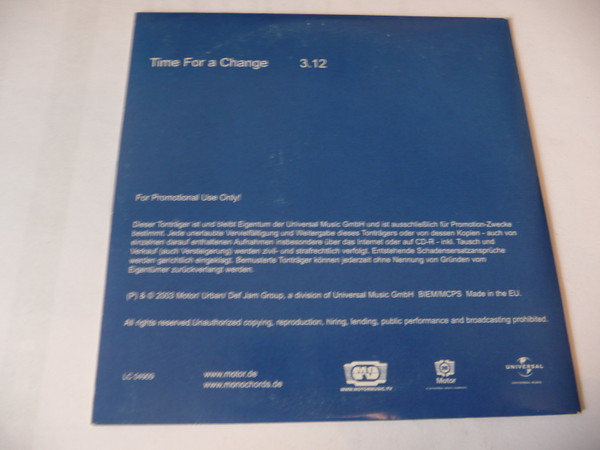 Time For a Change 3.12
For Promotional Use Only!
Dieser Tonträger ist und bleibt Eigentum der Universal Music GmbH und ist ausschließlich für Promotion-Zwecke
bestimmt. Jede unerlaubte Vervielfältigung und Weitergabe dieses Tonträgers oder von dessen Kopien - auch von
einzelnen darauf enthaltenen Aufnahmen insbesondere über das Internet oder auf CD-R - inkl. Tausch und
Verkauf (auch Versteigerung) werden zivil- und strafrechtlich verfolgt. Entstehende Schadensersatzansprüche
werden gerichtlich eingeklagt. Bemusterte Tonträger können jederzeit ohne Nennung von Gründen vom
Eigentümer zurückverlangt werden.
(P) & © 2003 Motor/ Urban/ Def Jam Group, a division of Universal Music GmbH BIEM/MCPS Made in the EU.
All rights reserved.Unauthorized copying, reproduction, hiring, lending, public performance and broadcasting prohibited.
LC 04909
www.motor.de
www.monochords.de
WWW.MOTORMUSIC.TV
Motor
UNIVERSAL
UNIVERSAL MUSIC